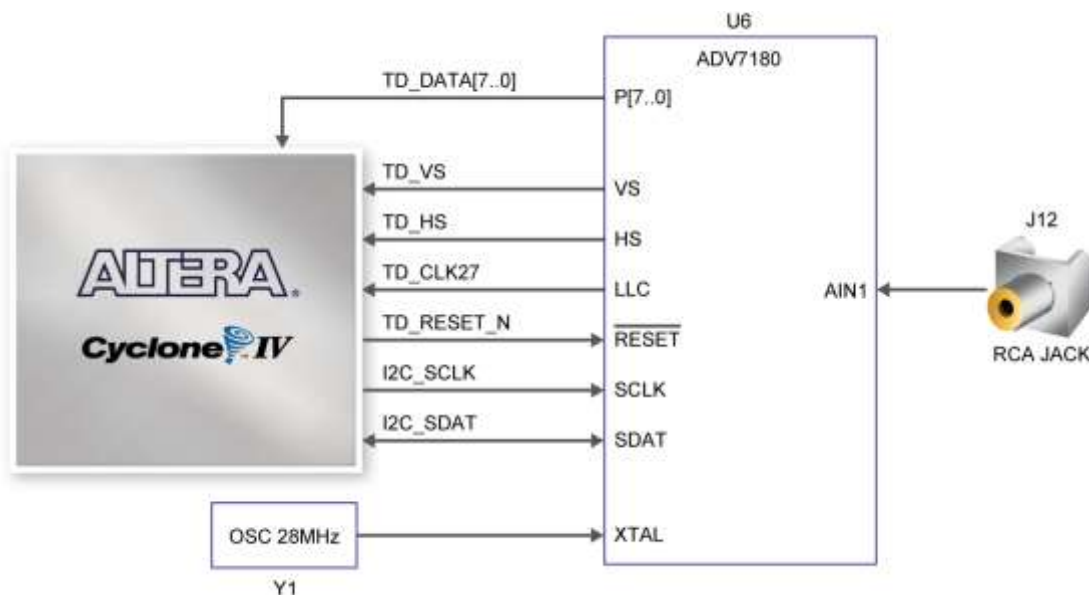 U6
ADV7180
TD_DATA[7..0]
P[7..0]
TD_VS
VS
TD_HS
HS
TD_CLK27
LLC
TD_RESET_N
RESET
I2C_SCLK
SCLK
I2C_SDAT
SDAT
ALTERA.
Cyclone IV
AIN1
J12
RCA JACK
OSC 28MHz
XTAL
Y1